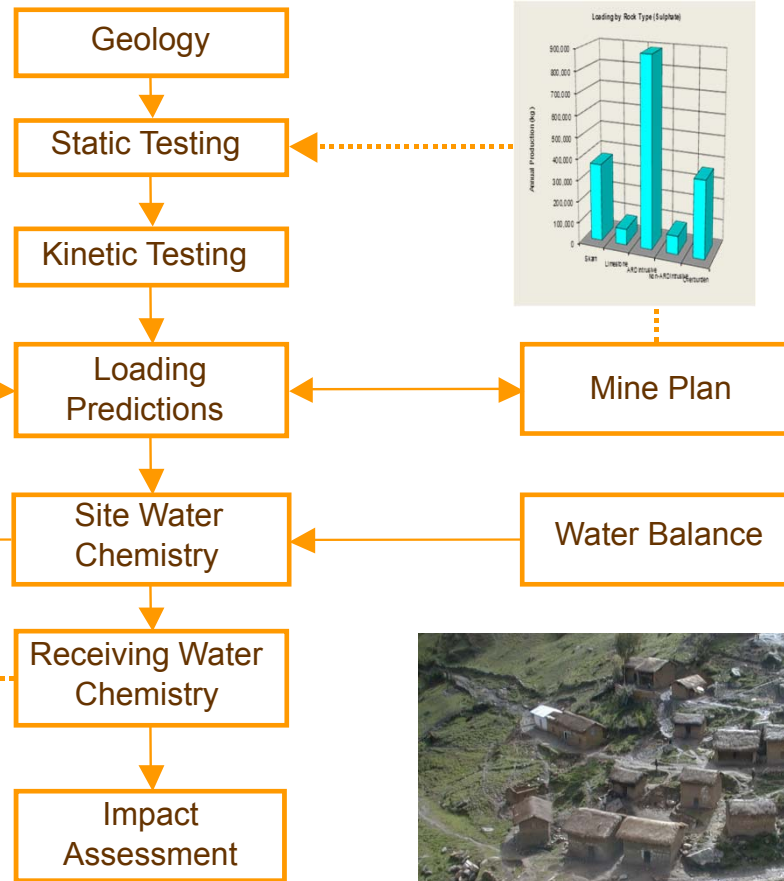 Geology
Static Testing
Kinetic Testing
Loading
Predictions
Site Water
Chemistry
Receiving Water
Chemistry
Impact
Assessment
Loading by Rock Type (Sulphate)
Annual Production (kg)
900,000
800,000
700,000
600,000
500,000
400,000
300,000
200,000
100,000
0
Skarn
Limestone
ARD Intrusive
Non-ARD Intrusive
Overburden
Mine Plan
Water Balance